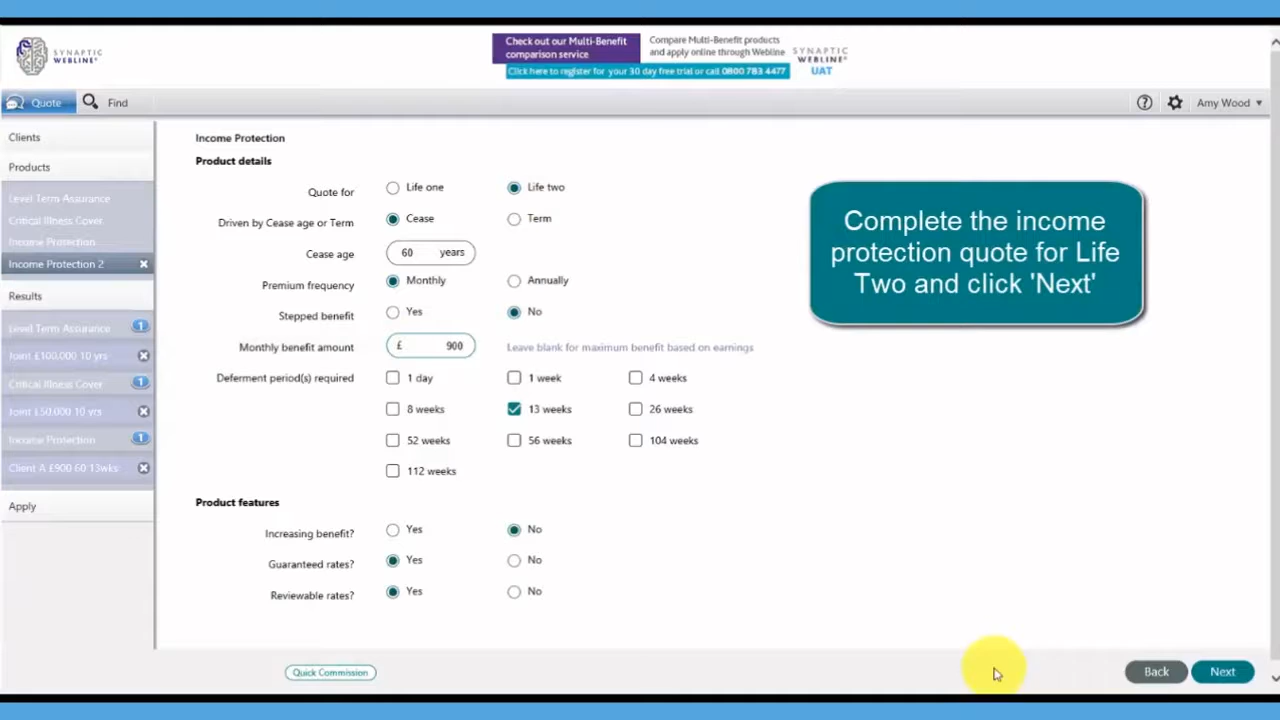 SYNAPTIC
WEBLINE
Check out our Multi-Benefit
comparison service
Compare Multi-Benefit products
and apply online through Webline
Click here to register for your 30 day free trial or call 0800 783 4477
SYNAPTIC
WEBLINE
UAT
Quote
Find
Amy Wood
Clients
Products
Level Term Assurance
Critical Illness Cover
Income Protection
Income Protection 2
Results
Level Term Assurance 1
Joint £100,000 10 yrs
Critical Illness Cover 1
Joint £50,000 10 yrs
Income Protection 1
Client A £900 60 13wks
Apply
Income Protection
Product details
Quote for Life one Life two
Driven by Cease age or Term Cease Term
Cease age 60 years
Premium frequency Monthly Annually
Stepped benefit Yes No
Monthly benefit amount £ 900 Leave blank for maximum benefit based on earnings
Deferment period(s) required 1 day 1 week 4 weeks
8 weeks 13 weeks 26 weeks
52 weeks 56 weeks 104 weeks
112 weeks
Product features
Increasing benefit? Yes No
Guaranteed rates? Yes No
Reviewable rates? Yes No
Complete the income
protection quote for Life
Two and click 'Next'
Quick Commission
Back
Next